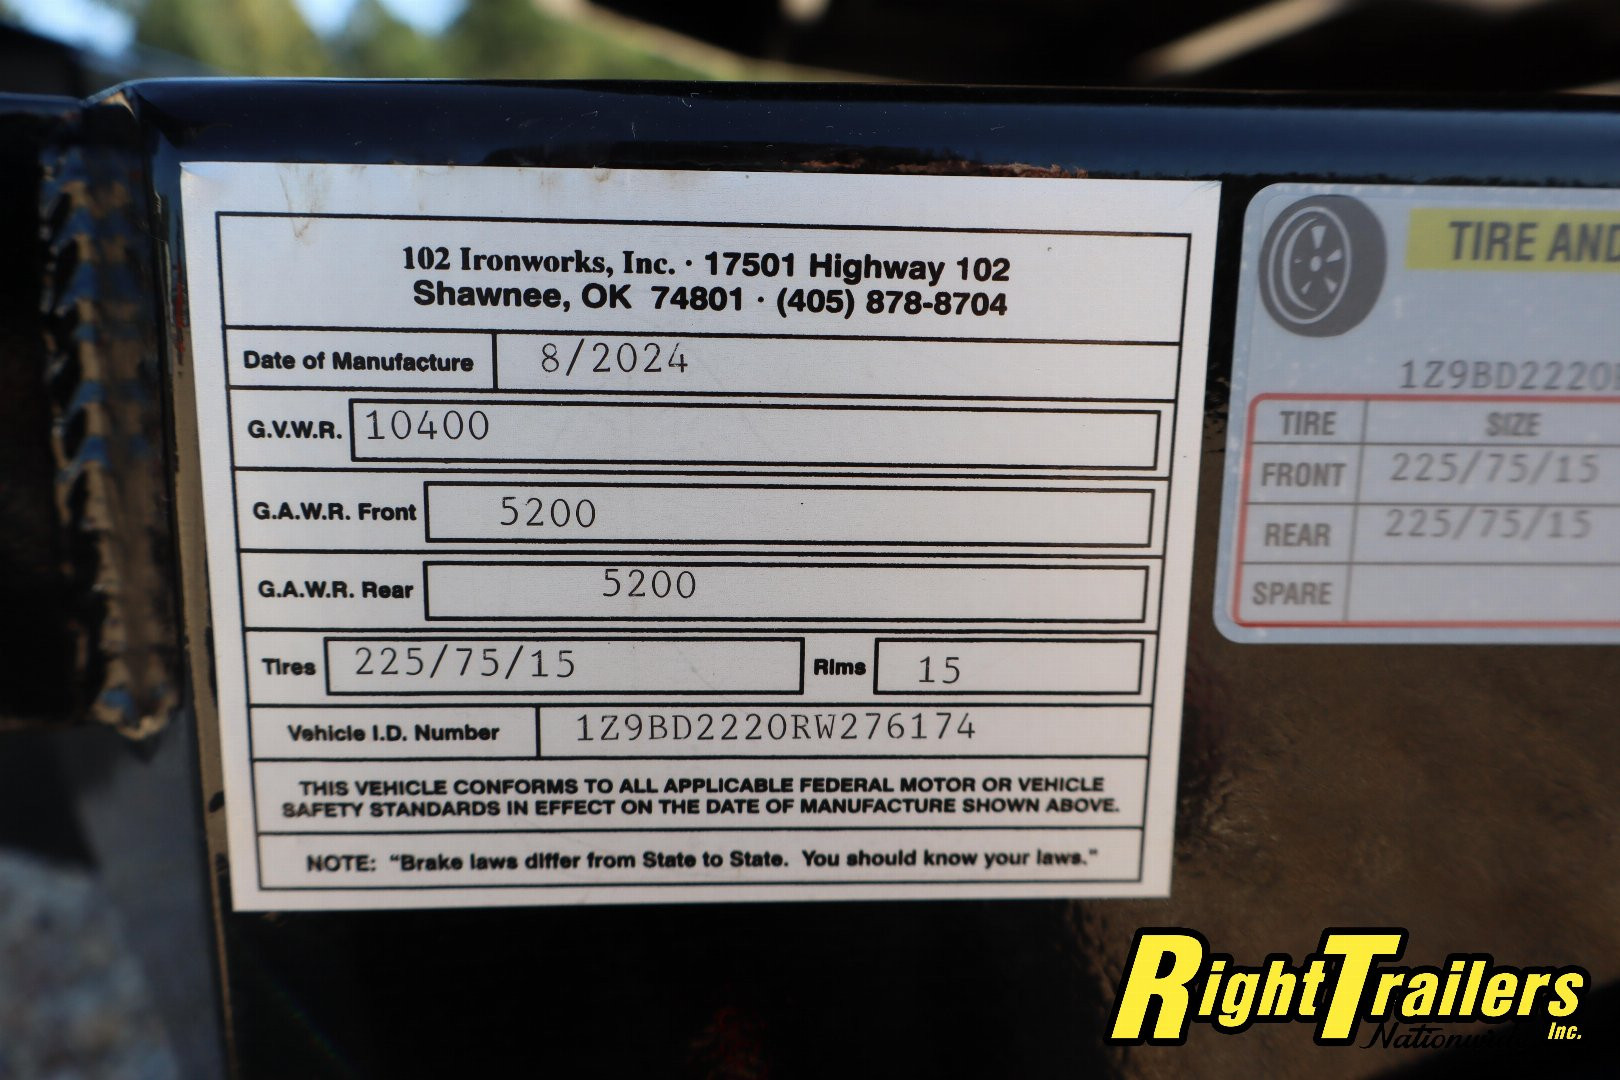 102 Ironworks, Inc. · 17501 Highway 102
Shawnee, OK 74801 · (405) 878-8704
Date of Manufacture 8/2024
G.V.W.R. 10400
G.A.W.R. Front 5200
G.A.W.R. Rear 5200
Tires 225/75/15 Rims 15
Vehicle I.D. Number 1Z9BD2220RW276174
THIS VEHICLE CONFORMS TO ALL APPLICABLE FEDERAL MOTOR OR VEHICLE
SAFETY STANDARDS IN EFFECT ON THE DATE OF MANUFACTURE SHOWN ABOVE.
NOTE: "Brake laws differ from State to State. You should know your laws."
TIRE AND
1Z9BD2220
TIRE SIZE
FRONT 225/75/15
REAR 225/75/15
SPARE
RightTrailers
Nationwide Inc.